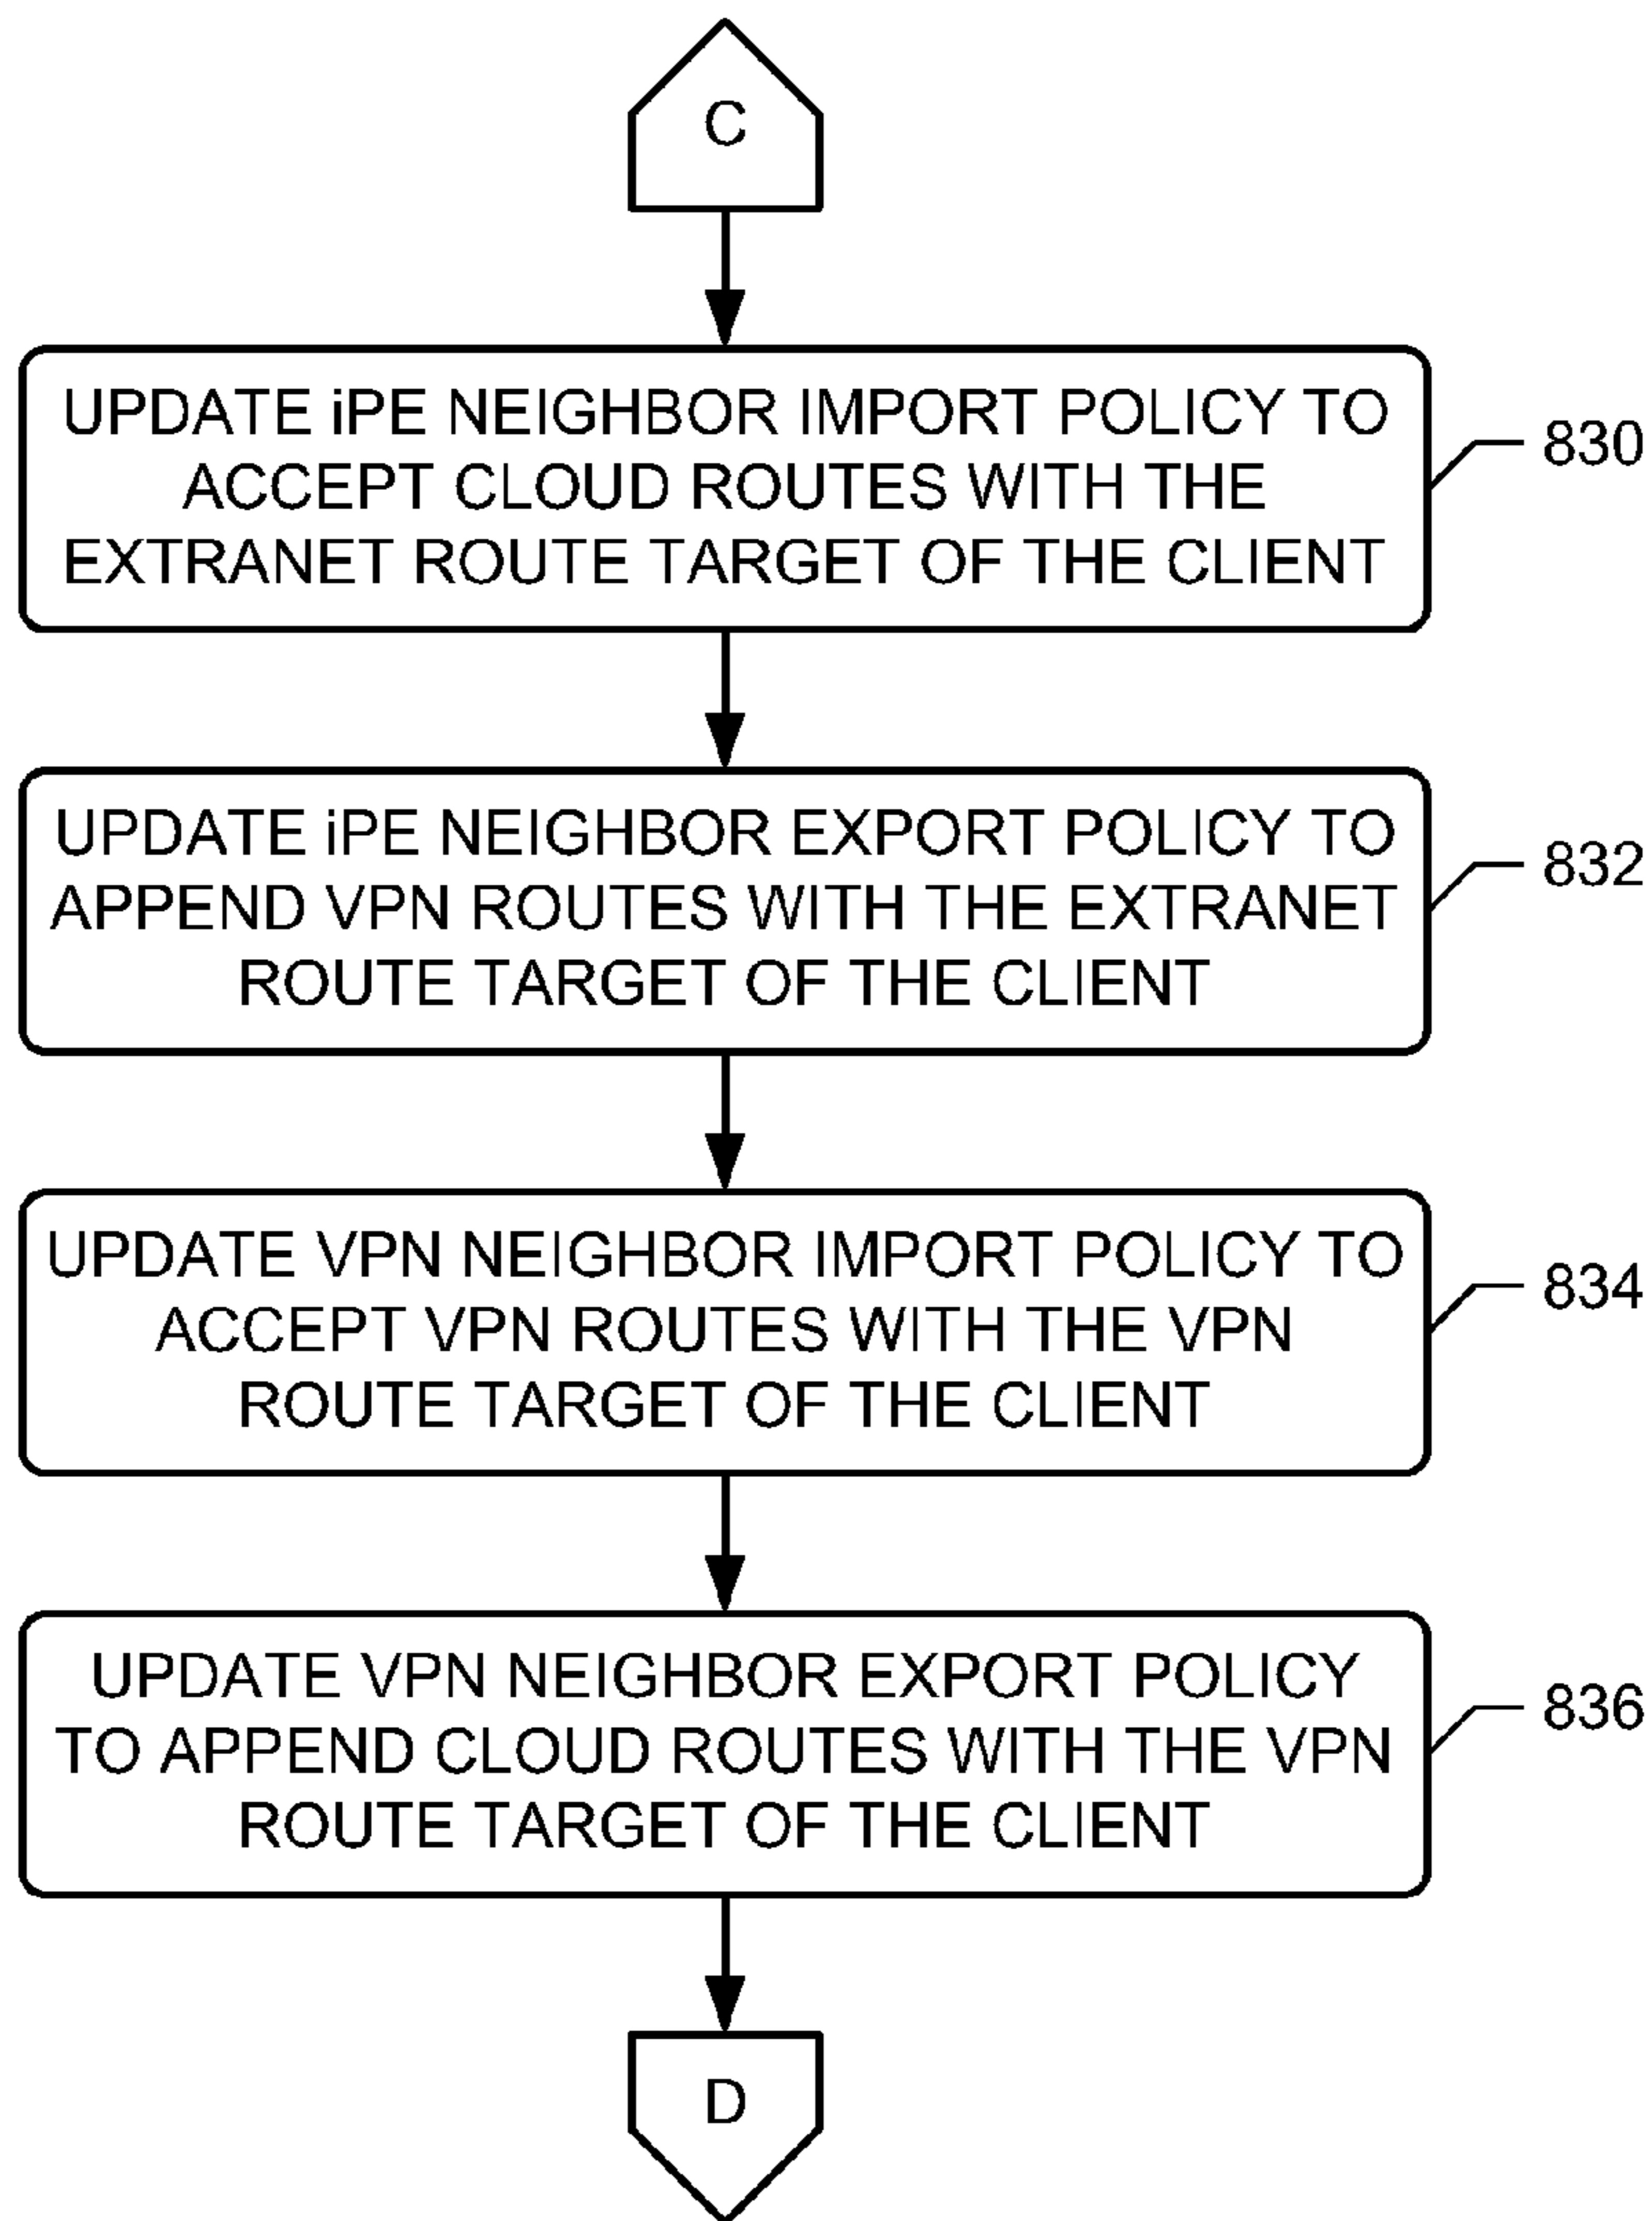 C
UPDATE iPE NEIGHBOR IMPORT POLICY TO
ACCEPT CLOUD ROUTES WITH THE
EXTRANET ROUTE TARGET OF THE CLIENT
830
UPDATE iPE NEIGHBOR EXPORT POLICY TO
APPEND VPN ROUTES WITH THE EXTRANET
ROUTE TARGET OF THE CLIENT
832
UPDATE VPN NEIGHBOR IMPORT POLICY TO
ACCEPT VPN ROUTES WITH THE VPN
ROUTE TARGET OF THE CLIENT
834
UPDATE VPN NEIGHBOR EXPORT POLICY
TO APPEND CLOUD ROUTES WITH THE VPN
ROUTE TARGET OF THE CLIENT
836
D